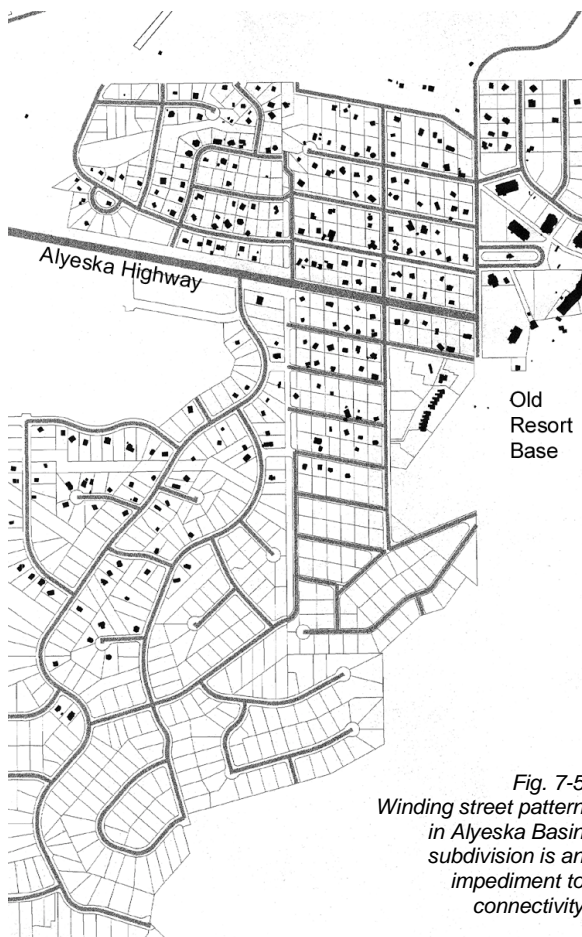 Alyeska Highway
Old
Resort
Base
Fig. 7-5
Winding street pattern
in Alyeska Basin
subdivision is an
impediment to
connectivity